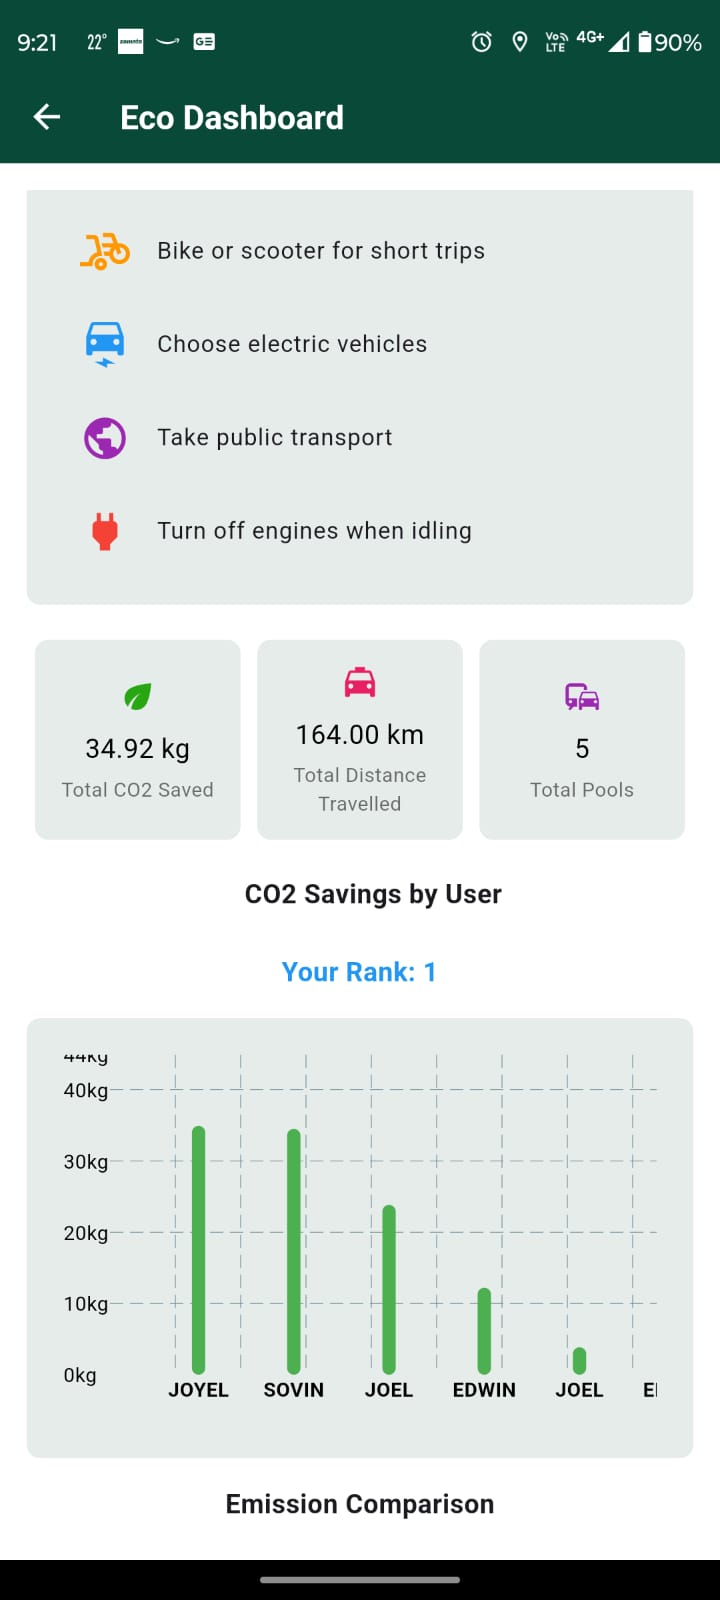 9:21 22° zomato GE Vo LTE 4G+ 90%
Eco Dashboard
Bike or scooter for short trips
Choose electric vehicles
Take public transport
Turn off engines when idling
34.92 kg
Total CO2 Saved
164.00 km
Total Distance
Travelled
5
Total Pools
CO2 Savings by User
Your Rank: 1
44kg
40kg
30kg
20kg
10kg
0kg
JOYEL SOVIN JOEL EDWIN JOEL
Emission Comparison